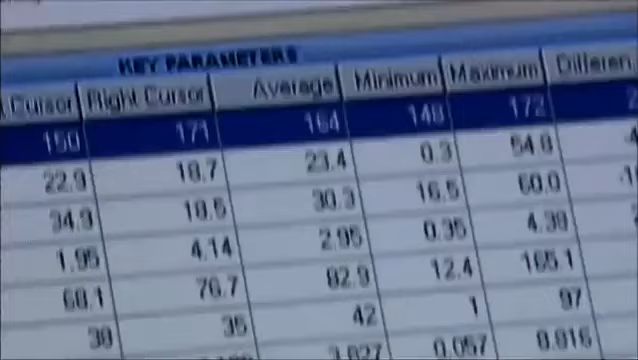 KEY PARAMETERS
Cursor Right Cursor Average Minimum Maximum Differen
150 171 164 148 172
22.9 18.7 23.4 0.3 54.8
34.9 18.5 30.3 16.5 60.0
1.95 4.14 2.95 0.35 4.39
68.1 76.7 82.9 12.4 165.1
38 35 42 1 97
3.027 0.057 0.816